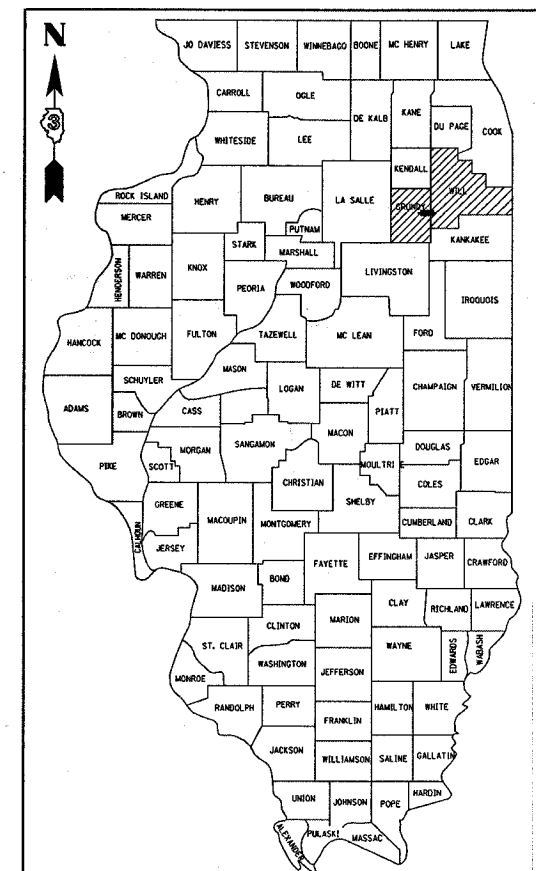 N
JO DAVIESS STEVENSON WINNEBAGO BOONE MC HENRY LAKE
CARROLL OGLE DE KALB KANE DU PAGE COOK
WHITESIDE LEE KENDALL WILL
ROCK ISLAND HENRY BUREAU LA SALLE GRUNDY
MERCER PUTNAM KANKAKEE
STARK MARSHALL
HENDERSON WARREN KNOX PEORIA WOODFORD LIVINGSTON IROQUOIS
HANCOCK MC DONOUGH FULTON TAZEWELL MC LEAN FORD
SCHUYLER MASON LOGAN DE WITT CHAMPAIGN VERMILION
ADAMS BROWN CASS PIATT
MORGAN SANGAMON MACON DOUGLAS EDGAR
PIKE SCOTT CHRISTIAN MOULTRIE COLES
SHELBY
GREENE MACOUPIN MONTGOMERY CUMBERLAND CLARK
CALHOUN JERSEY FAYETTE EFFINGHAM JASPER CRAWFORD
MADISON BOND
CLAY RICHLAND LAWRENCE
CLINTON MARION
ST. CLAIR WAYNE EDWARDS WABASH
WASHINGTON JEFFERSON
MONROE
RANDOLPH PERRY HAMILTON WHITE
FRANKLIN
JACKSON WILLIAMSON SALINE GALLATIN
UNION JOHNSON POPE HARDIN
ALEXANDER PULASKI MASSAC